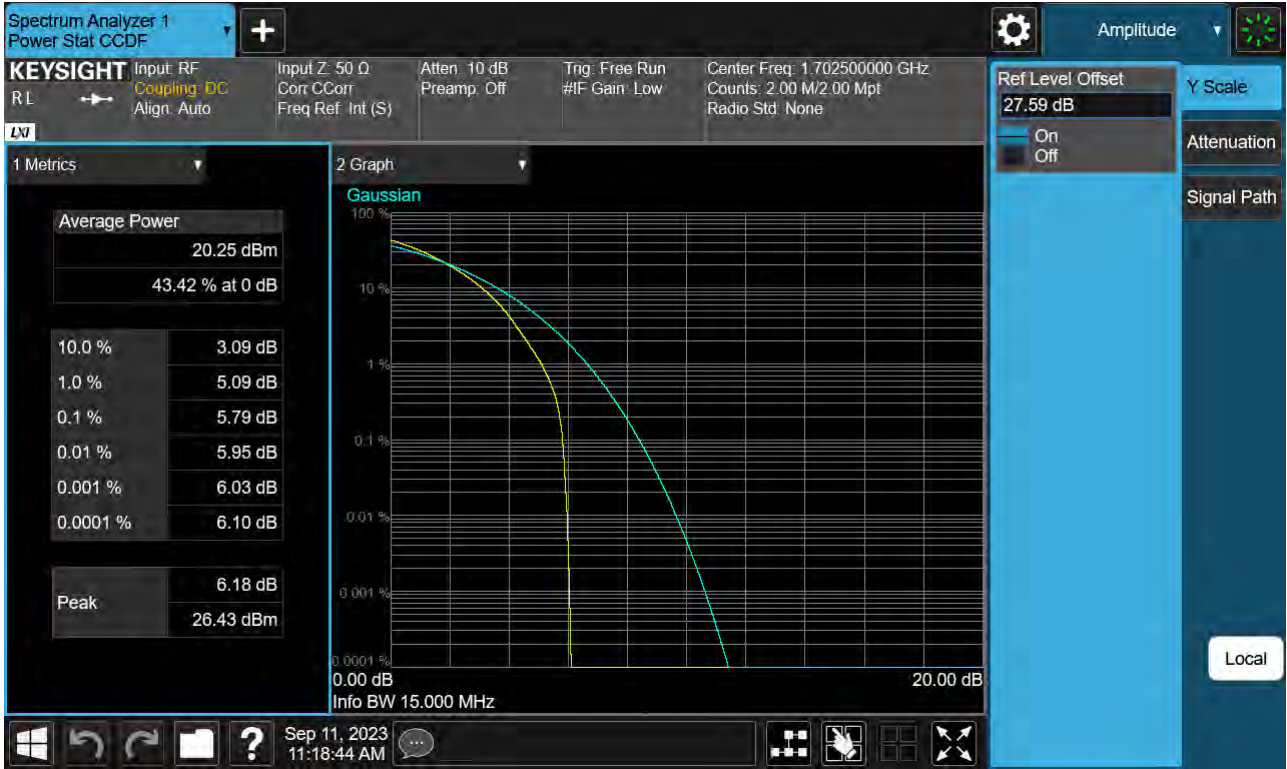 Spectrum Analyzer 1
Power Stat CCDF
+
Amplitude
KEYSIGHT
R L
LXI
Input: RF
Coupling: DC
Align: Auto
Input Z: 50 Ω
Corr CCorr
Freq Ref: Int (S)
Atten: 10 dB
Preamp: Off
Trig: Free Run
#IF Gain: Low
Center Freq: 1.702500000 GHz
Counts: 2.00 M/2.00 Mpt
Radio Std: None
Ref Level Offset
27.59 dB
On
Off
Y Scale
Attenuation
Signal Path
Local
1 Metrics
Average Power
20.25 dBm
43.42 % at 0 dB
10.0 % 3.09 dB
1.0 % 5.09 dB
0.1 % 5.79 dB
0.01 % 5.95 dB
0.001 % 6.03 dB
0.0001 % 6.10 dB
Peak
6.18 dB
26.43 dBm
2 Graph
Gaussian
100 %
10 %
1 %
0.1 %
0.01 %
0.001 %
0.0001 %
0.00 dB 20.00 dB
Info BW 15.000 MHz
?
Sep 11, 2023
11:18:44 AM